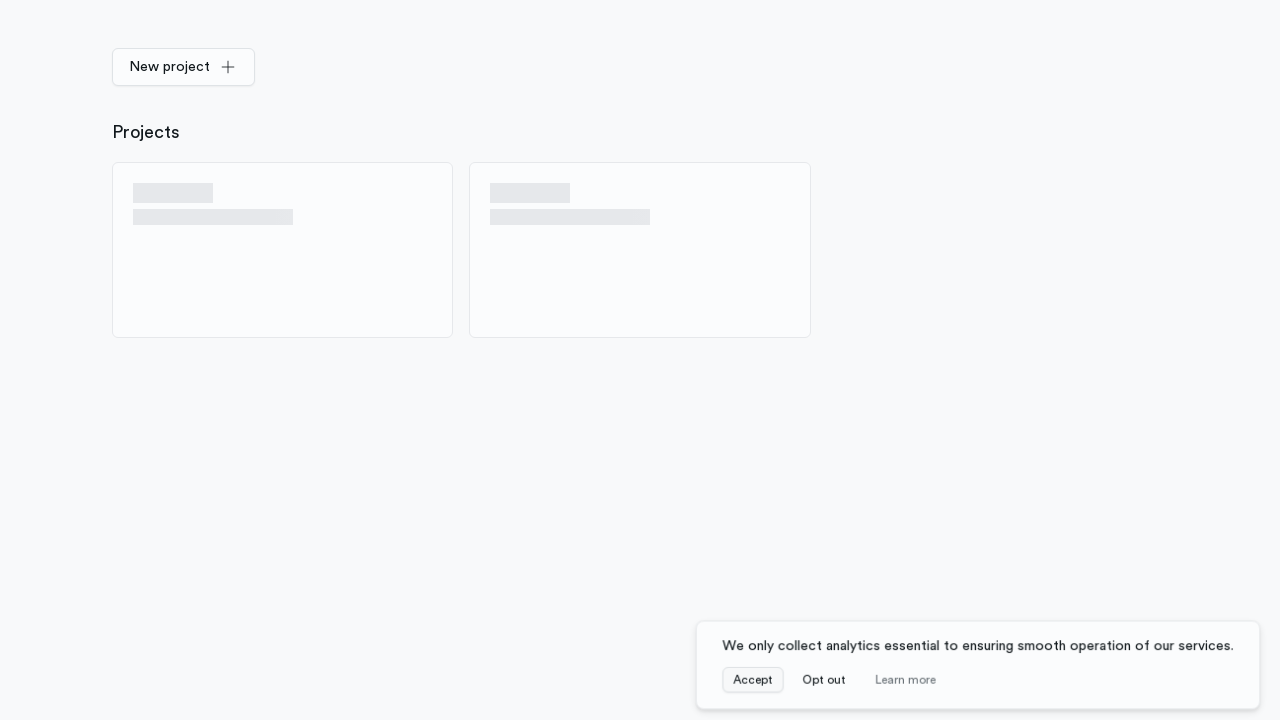 New project
Projects
We only collect analytics essential to ensuring smooth operation of our services.
Accept Opt out Learn more